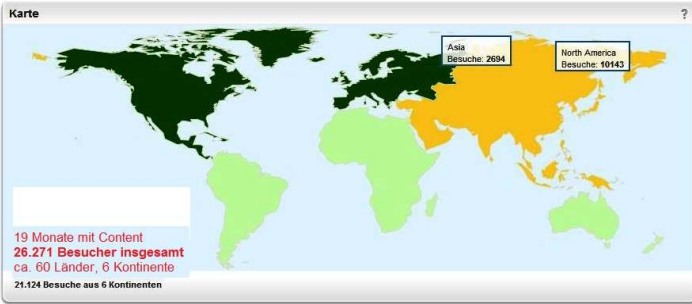 Karte
?
Asia
Besuche: 2694
North America
Besuche: 10143
19 Monate mit Content
26.271 Besucher insgesamt
ca. 60 Länder, 6 Kontinente
21.124 Besuche aus 6 Kontinenten